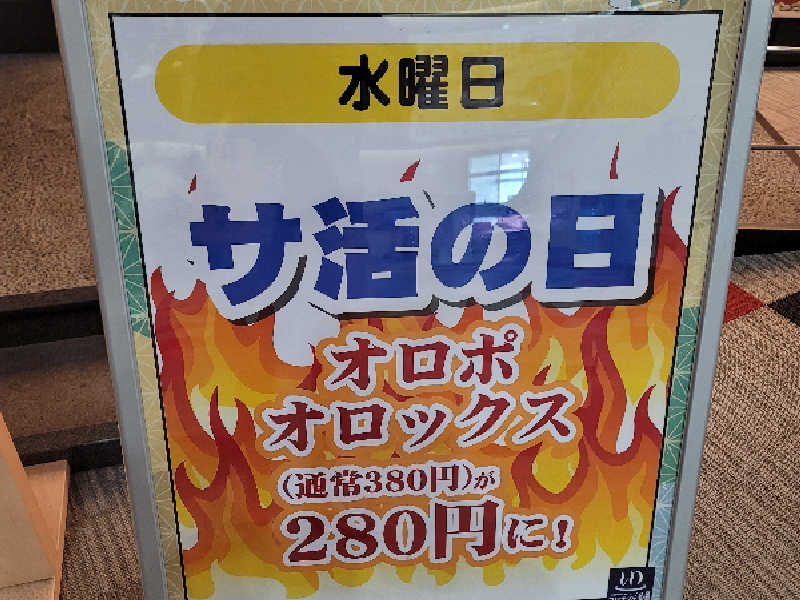 水曜日
サ活の日
オロポ
オロックス
(通常380円)が
280円に!